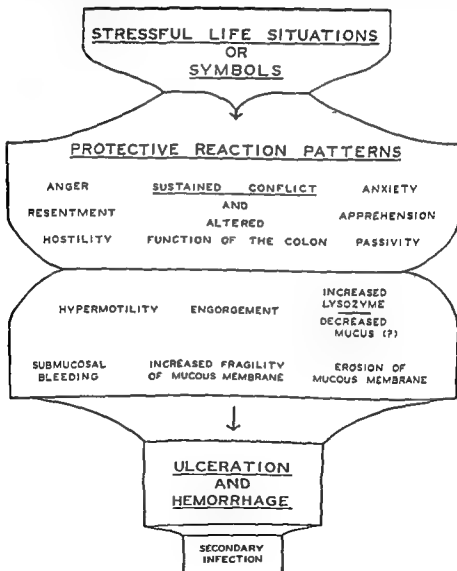 STRESSFUL LIFE SITUATIONS
OR
SYMBOLS
PROTECTIVE REACTION PATTERNS
ANGER SUSTAINED CONFLICT ANXIETY
AND
RESENTMENT ALTERED APPREHENSION
HOSTILITY FUNCTION OF THE COLON PASSIVITY
HYPERMOTILITY ENGORGEMENT INCREASED
LYSOZYME
DECREASED
MUCUS (?)
SUBMUCOSAL INCREASED FRAGILITY EROSION OF
BLEEDING OF MUCOUS MEMBRANE MUCOUS MEMBRANE
ULCERATION
AND
HEMORRHAGE
SECONDARY
INFECTION